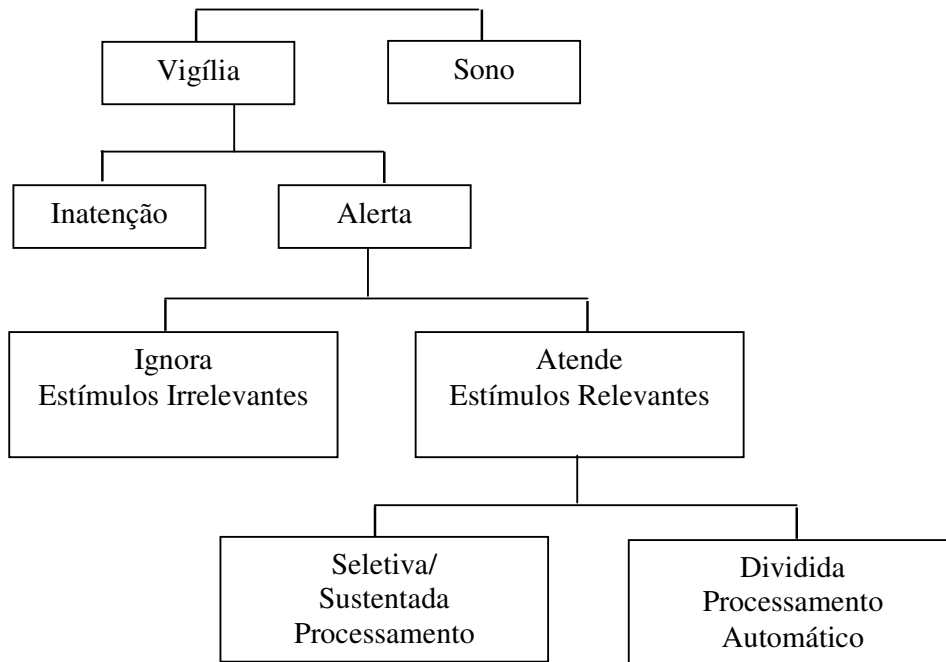 Vigília
Sono
Inatenção
Alerta
Ignora
Estímulos Irrelevantes
Atende
Estímulos Relevantes
Seletiva/
Sustentada
Processamento
Dividida
Processamento
Automático